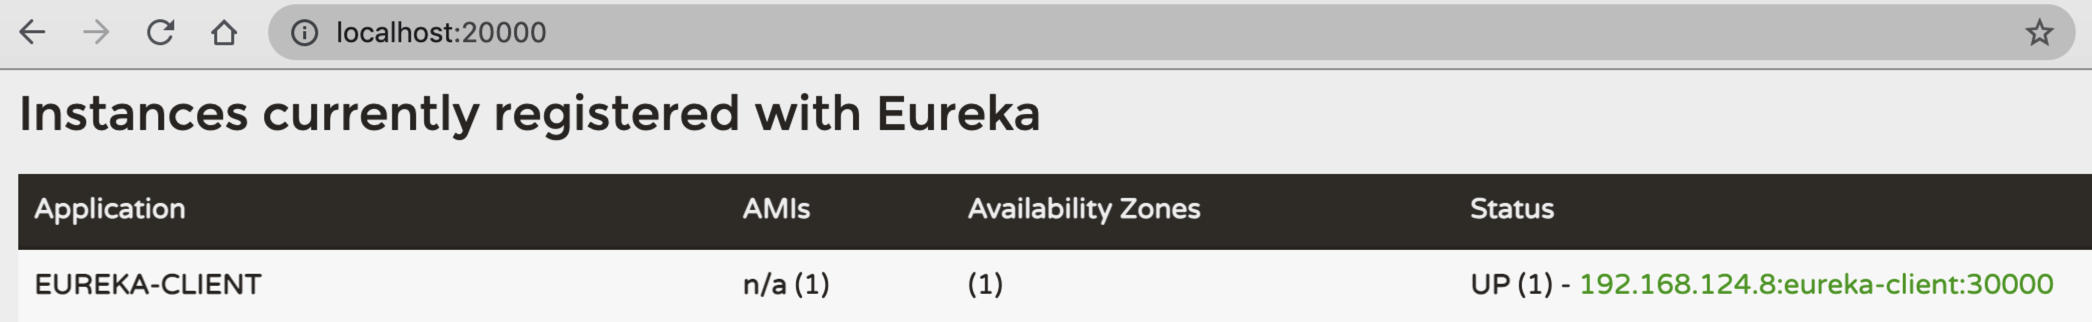 localhost:20000
Instances currently registered with Eureka
Application AMIs Availability Zones Status
EUREKA-CLIENT n/a (1) (1) UP (1) - 192.168.124.8:eureka-client:30000